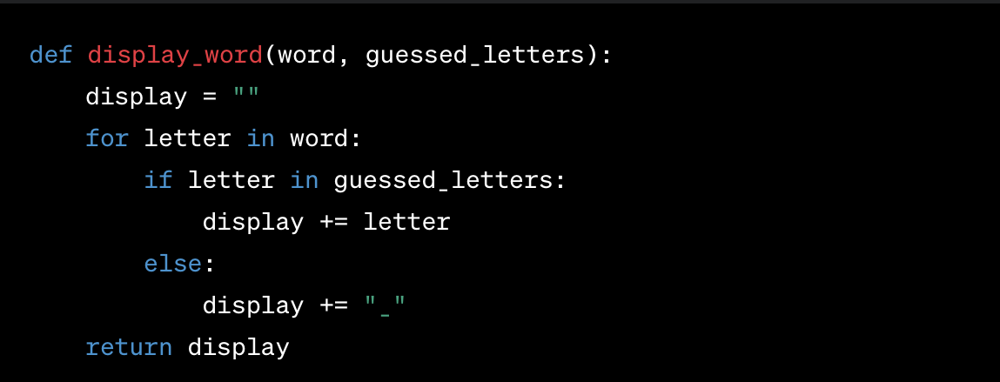 def display_word(word, guessed_letters):
    display = ""
    for letter in word:
        if letter in guessed_letters:
            display += letter
        else:
            display += "_"
    return display